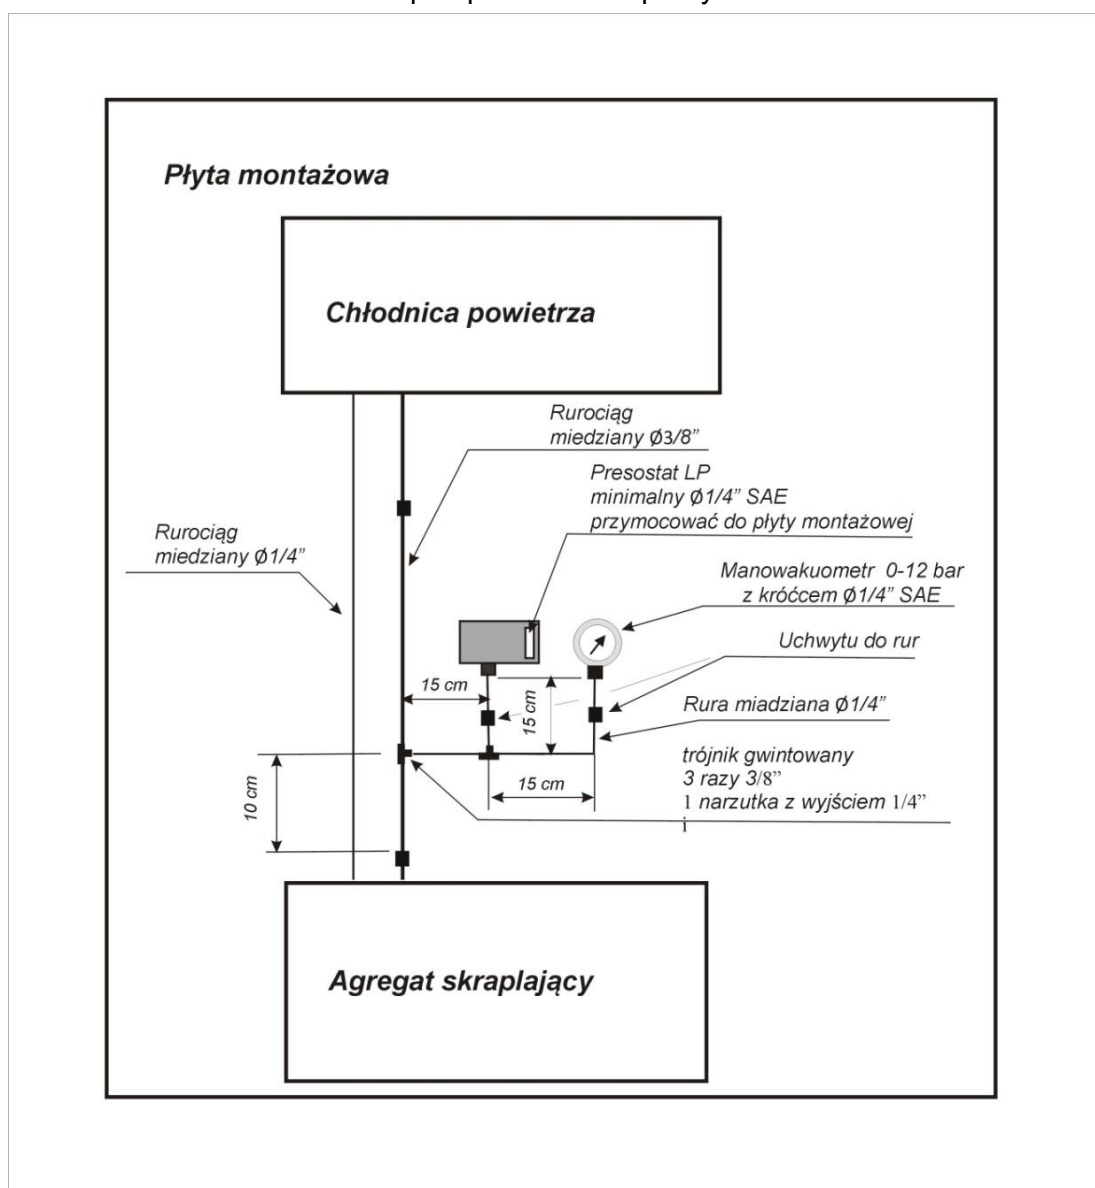 Płyta montażowa
Chłodnica powietrza
Rurociąg
miedziany Ø3/8”
Presostat LP
minimalny Ø1/4” SAE
przymocować do płyty montażowej
Rurociąg
miedziany Ø1/4”
Manowakuometr 0-12 bar
z króćcem Ø1/4” SAE
Uchwytu do rur
15 cm
15 cm
Rura miadziana Ø1/4”
trójnik gwintowany
3 razy 3/8”
1 narzutka z wyjściem 1/4”
i
15 cm
10 cm
Agregat skraplający